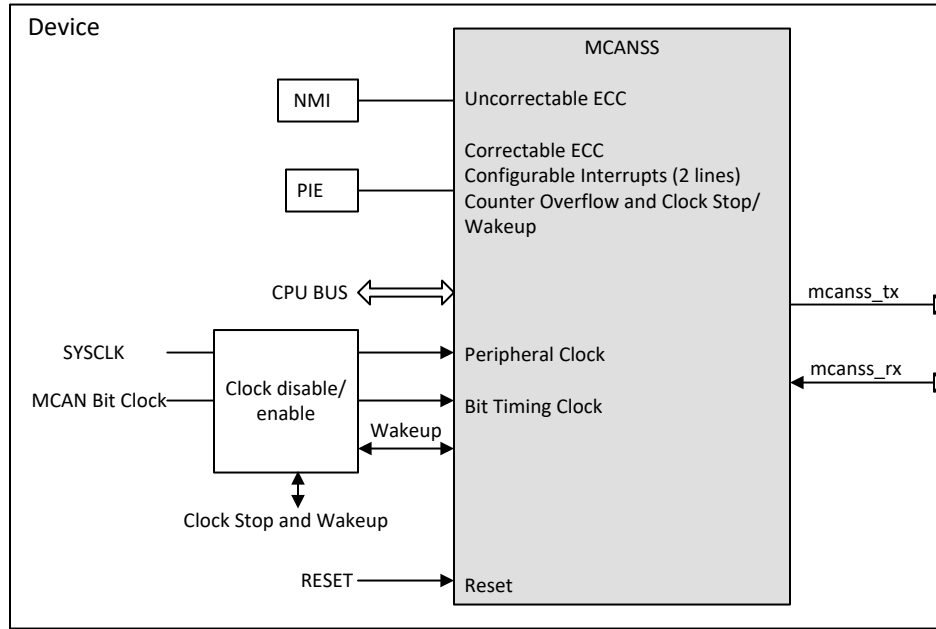 Device
MCANSS
NMI
Uncorrectable ECC
Correctable ECC
Configurable Interrupts (2 lines)
PIE
Counter Overflow and Clock Stop/
Wakeup
CPU BUS
mcanss_tx
SYSCLK
Peripheral Clock
mcanss_rx
Clock disable/
enable
MCAN Bit Clock
Bit Timing Clock
Wakeup
Clock Stop and Wakeup
RESET
Reset